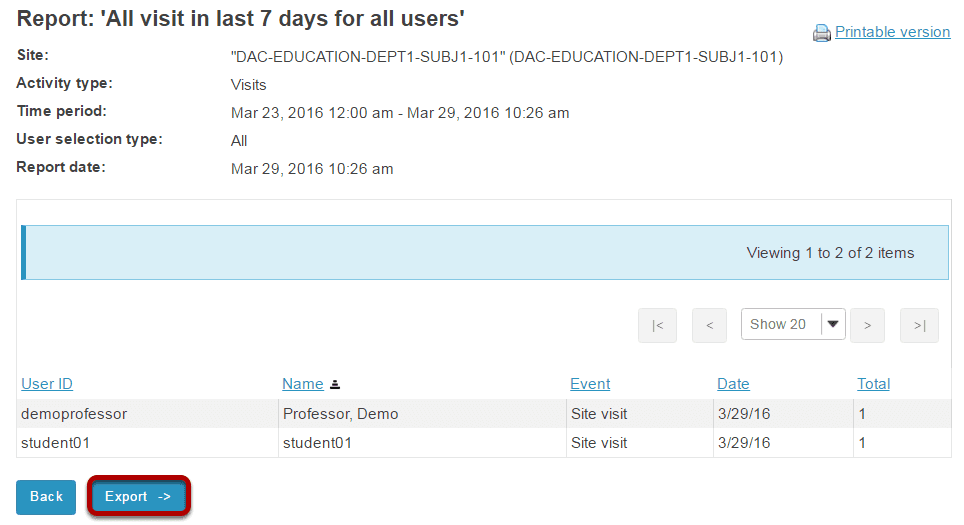 Report: 'All visit in last 7 days for all users'
Printable version
Site: "DAC-EDUCATION-DEPT1-SUBJ1-101" (DAC-EDUCATION-DEPT1-SUBJ1-101)
Activity type: Visits
Time period: Mar 23, 2016 12:00 am - Mar 29, 2016 10:26 am
User selection type: All
Report date: Mar 29, 2016 10:26 am
Viewing 1 to 2 of 2 items
|< < Show 20 > >|
User ID Name Event Date Total
demoprofessor Professor, Demo Site visit 3/29/16 1
student01 student01 Site visit 3/29/16 1
Back Export ->